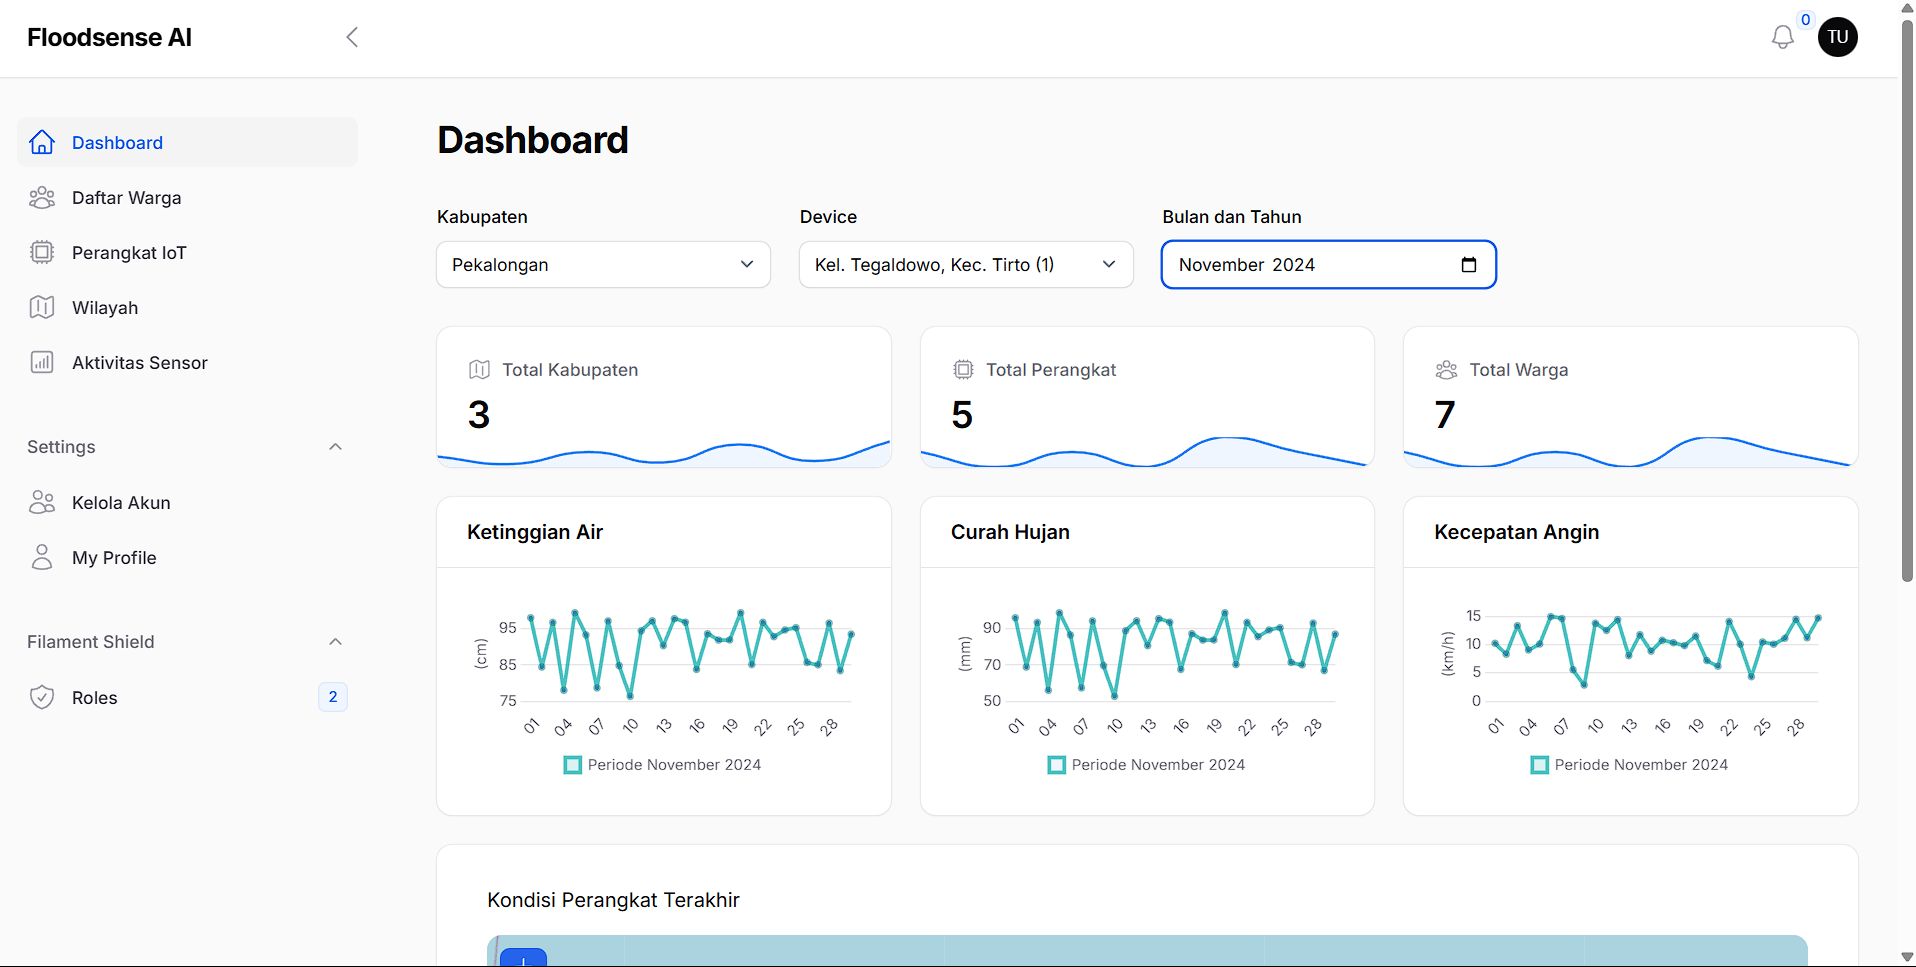 Floodsense AI
0
TU
Dashboard
Daftar Warga
Perangkat IoT
Wilayah
Aktivitas Sensor
Settings
Kelola Akun
My Profile
Filament Shield
Roles
2
Dashboard
Kabupaten
Device
Bulan dan Tahun
Pekalongan
Kel. Tegaldowo, Kec. Tirto (1)
November 2024
Total Kabupaten
3
Total Perangkat
5
Total Warga
7
Ketinggian Air
(cm)
95
85
75
01 04 07 10 13 16 19 22 25 28
Periode November 2024
Curah Hujan
(mm)
90
70
50
01 04 07 10 13 16 19 22 25 28
Periode November 2024
Kecepatan Angin
(km/h)
15
10
5
0
01 04 07 10 13 16 19 22 25 28
Periode November 2024
Kondisi Perangkat Terakhir
+